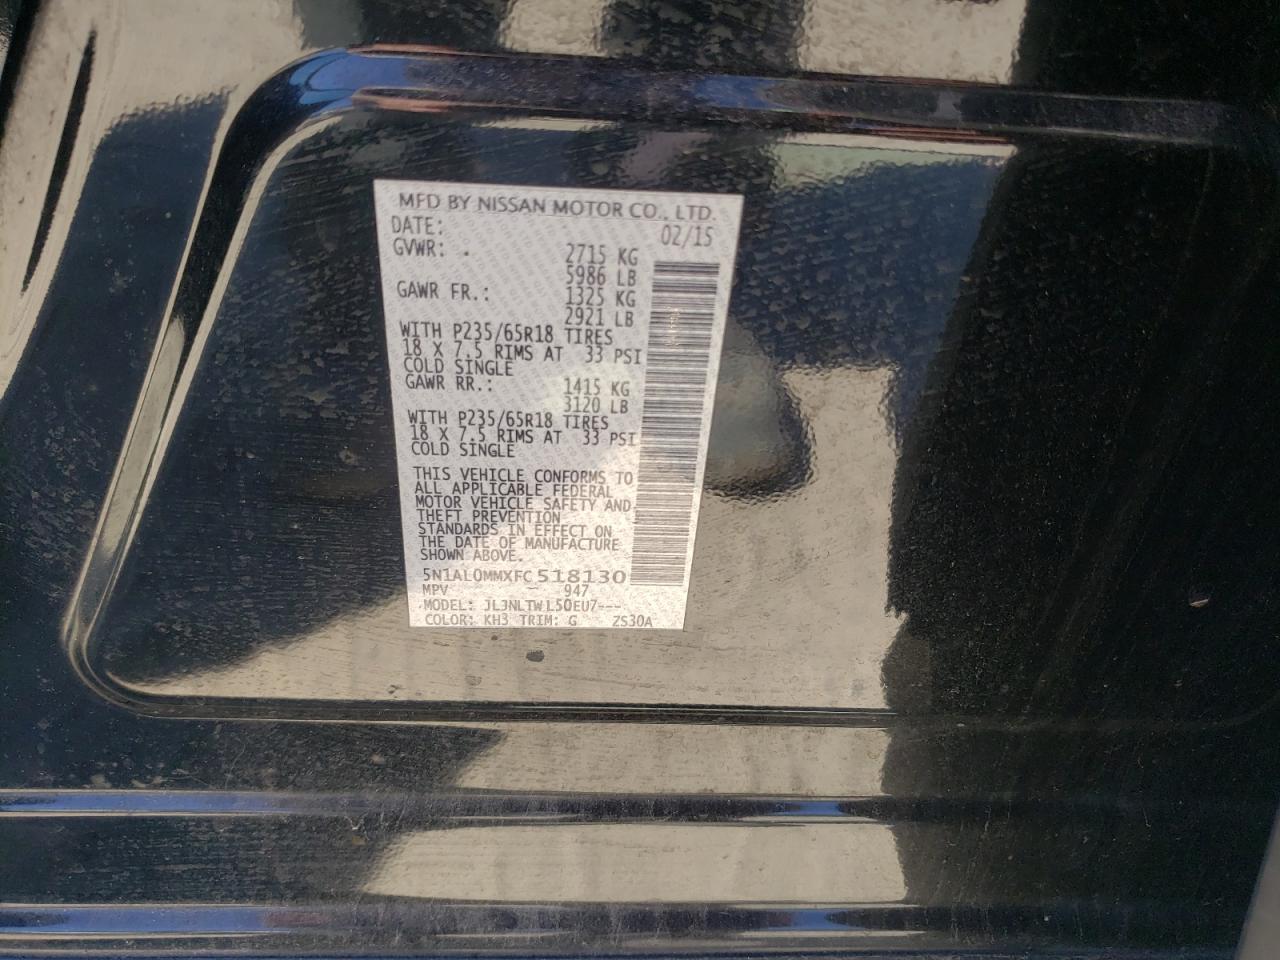 MFD BY NISSAN MOTOR CO., LTD.
DATE: 02/15
GVWR: 2715 KG
5986 LB
GAWR FR.: 1325 KG
2921 LB
WITH P235/65R18 TIRES
18 X 7.5 RIMS AT 33 PSI
COLD SINGLE
GAWR RR.: 1415 KG
3120 LB
WITH P235/65R18 TIRES
18 X 7.5 RIMS AT 33 PSI
COLD SINGLE
THIS VEHICLE CONFORMS TO
ALL APPLICABLE FEDERAL
MOTOR VEHICLE SAFETY AND
THEFT PREVENTION
STANDARDS IN EFFECT ON
THE DATE OF MANUFACTURE
SHOWN ABOVE.
5N1AL0MMXFC518130
MPV — 947
MODEL: JLJNLTWL50EU7---
COLOR: KH3 TRIM: G ZS30A